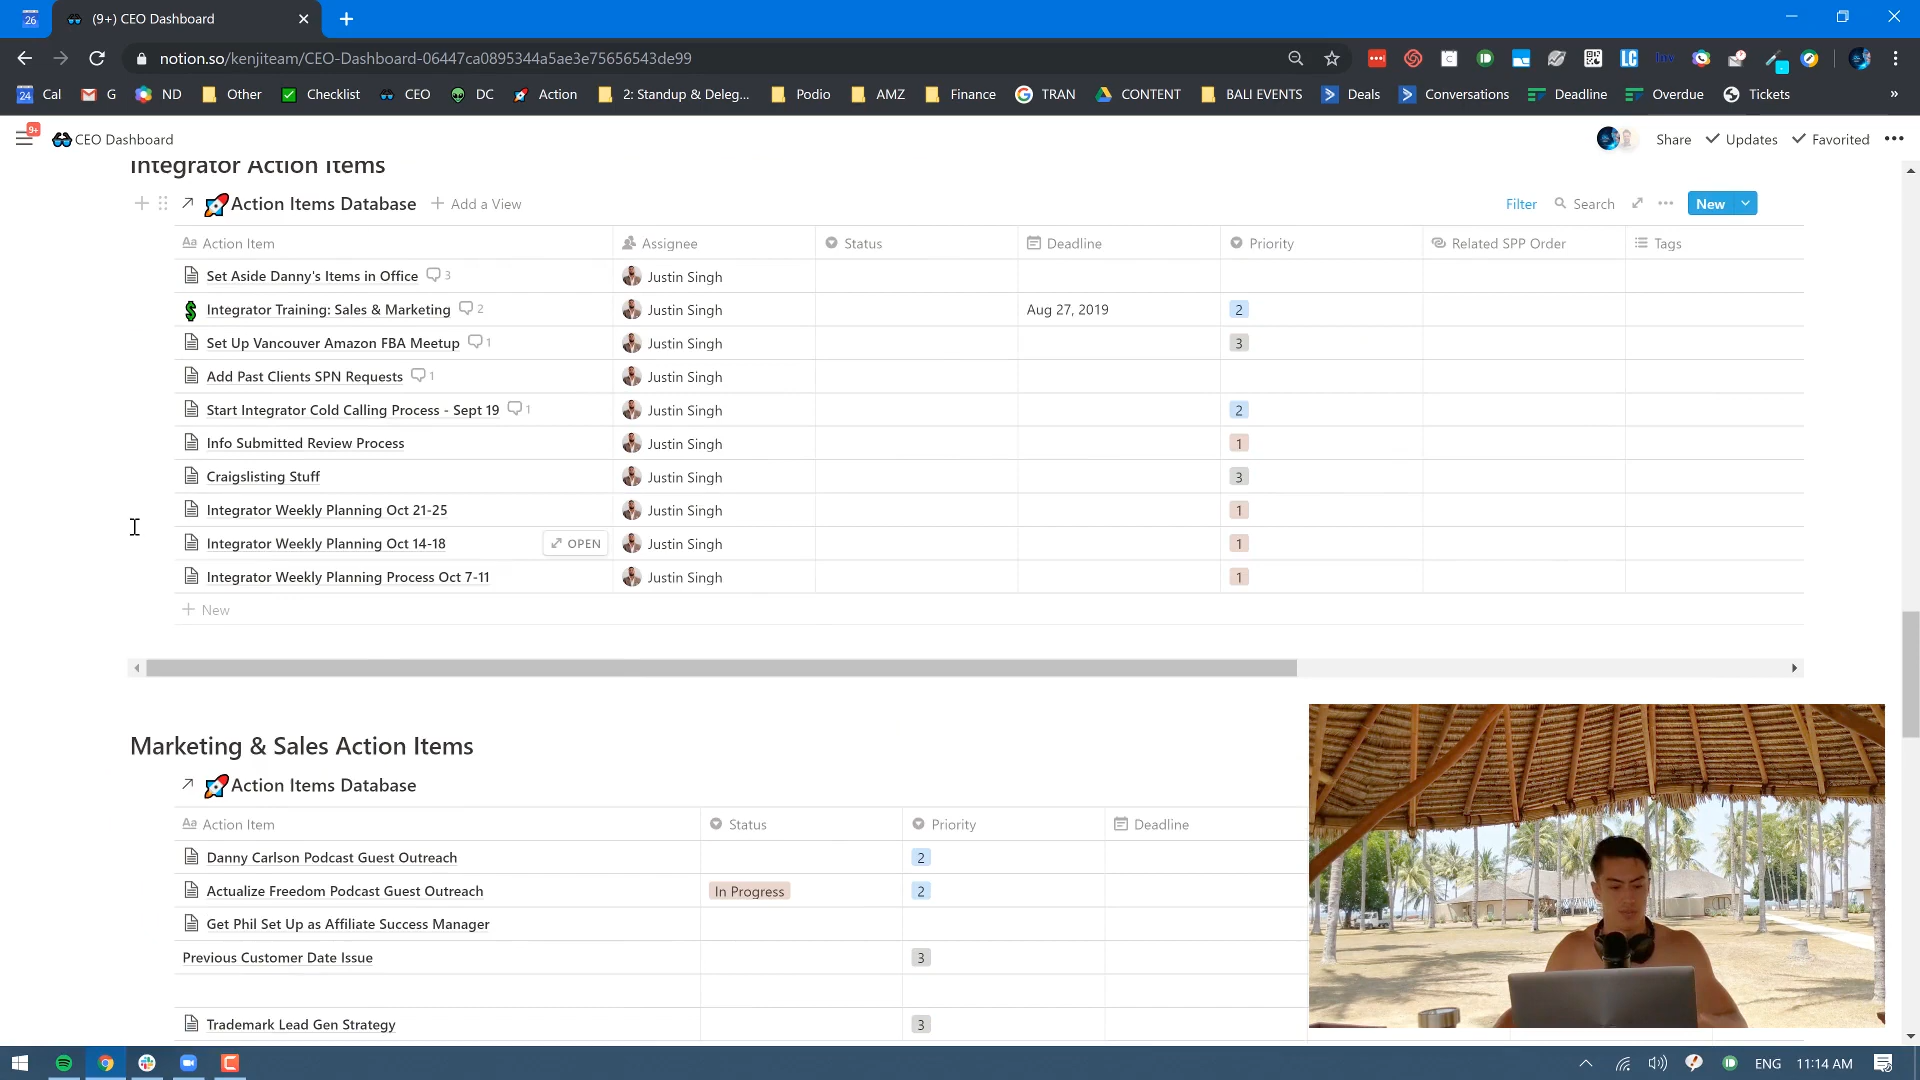 26
(9+) CEO Dashboard
notion.so/kenjiteam/CEO-Dashboard-06447ca0895344a5ae3e75656543de99
LC
Inv
24 Cal
G
ND
Other
Checklist
CEO
DC
Action
2: Standup & Deleg...
Podio
AMZ
Finance
TRAN
CONTENT
BALI EVENTS
Deals
Conversations
Deadline
Overdue
Tickets
»
9+
CEO Dashboard
Share
Updates
Favorited
Integrator Action Items
Action Items Database
Add a View
Filter
Search
New
Aa Action Item Assignee Status Deadline Priority Related SPP Order Tags
Set Aside Danny's Items in Office 3 Justin Singh
Integrator Training: Sales & Marketing 2 Justin Singh Aug 27, 2019 2
Set Up Vancouver Amazon FBA Meetup 1 Justin Singh 3
Add Past Clients SPN Requests 1 Justin Singh
Start Integrator Cold Calling Process - Sept 19 1 Justin Singh 2
Info Submitted Review Process Justin Singh 1
Craigslisting Stuff Justin Singh 3
Integrator Weekly Planning Oct 21-25 Justin Singh 1
Integrator Weekly Planning Oct 14-18 OPEN Justin Singh 1
Integrator Weekly Planning Process Oct 7-11 Justin Singh 1
New
Marketing & Sales Action Items
Action Items Database
Aa Action Item Status Priority Deadline
Danny Carlson Podcast Guest Outreach 2
Actualize Freedom Podcast Guest Outreach In Progress 2
Get Phil Set Up as Affiliate Success Manager
Previous Customer Date Issue 3
Trademark Lead Gen Strategy 3
ENG 11:14 AM